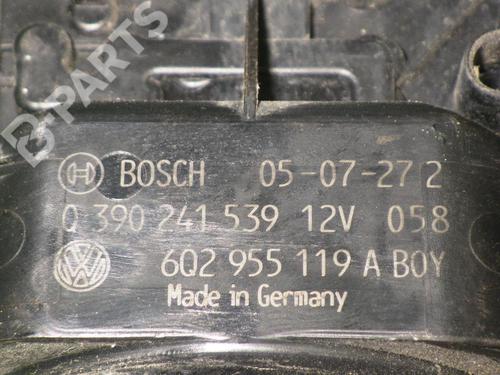 B-PARTS
BOSCH 05-07-27 2
0 390 241 539 12V 058
6Q2 955 119 A BOY
Made in Germany